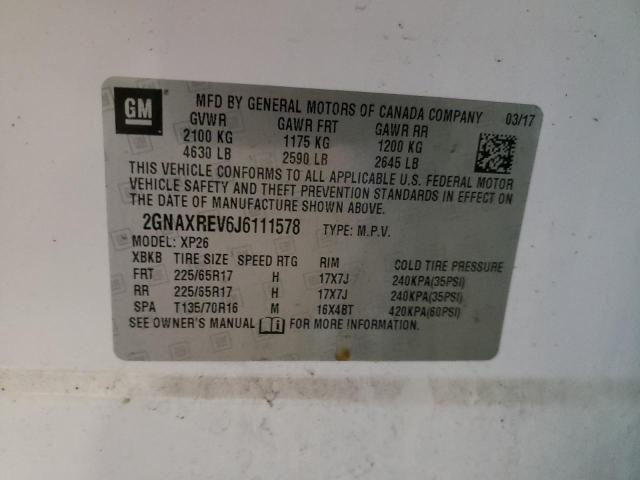 GM
MFD BY GENERAL MOTORS OF CANADA COMPANY 03/17
GVWR GAWR FRT GAWR RR
2100 KG 1175 KG 1200 KG
4630 LB 2590 LB 2645 LB
THIS VEHICLE CONFORMS TO ALL APPLICABLE U.S. FEDERAL MOTOR
VEHICLE SAFETY AND THEFT PREVENTION STANDARDS IN EFFECT ON
THE DATE OF MANUFACTURE SHOWN ABOVE.
2GNAXREV6J6111578 TYPE: M.P.V.
MODEL: XP26
XBKB TIRE SIZE SPEED RTG RIM COLD TIRE PRESSURE
FRT 225/65R17 H 17X7J 240KPA(35PSI)
RR 225/65R17 H 17X7J 240KPA(35PSI)
SPA T135/70R16 M 16X4BT 420KPA(60PSI)
SEE OWNER'S MANUAL FOR MORE INFORMATION.